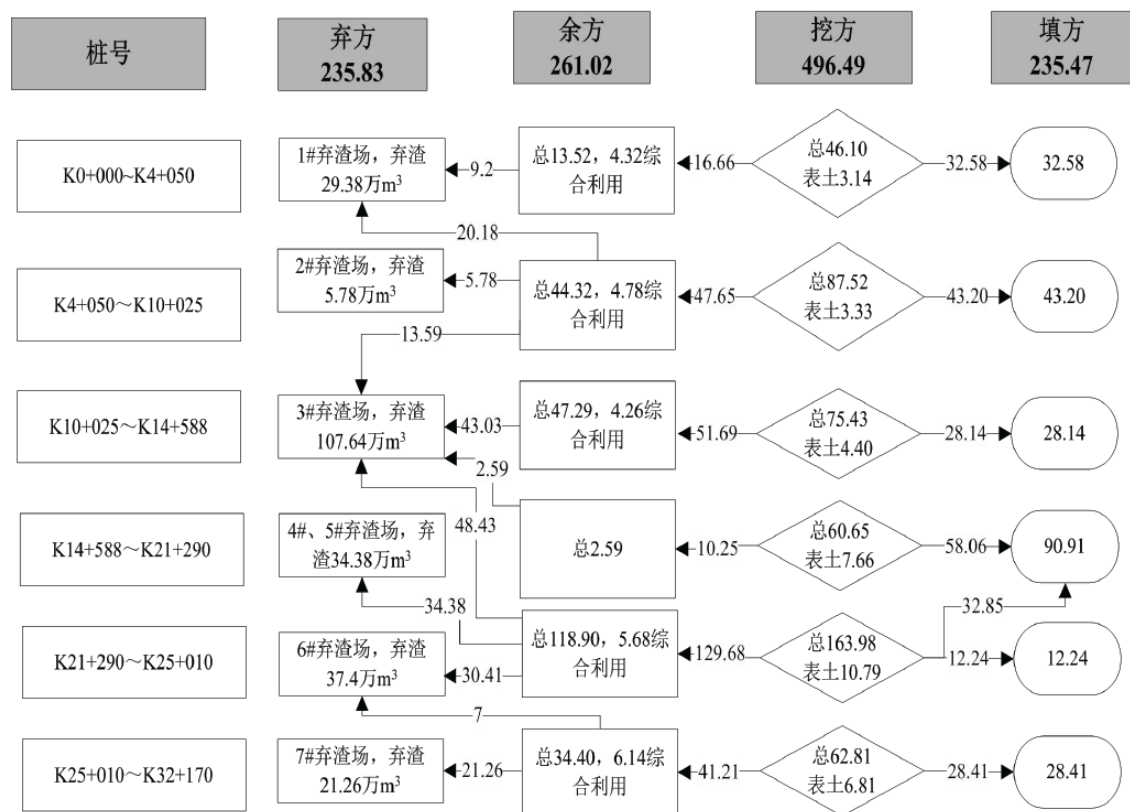 桩号
弃方
235.83
余方
261.02
挖方
496.49
填方
235.47
K0+000~K4+050
1#弃渣场，弃渣
29.38万m³
9.2
总13.52，4.32综
合利用
16.66
总46.10
表土3.14
32.58
32.58
20.18
K4+050～K10+025
2#弃渣场，弃渣
5.78万m³
5.78
总44.32，4.78综
合利用
47.65
总87.52
表土3.33
43.20
43.20
13.59
K10+025～K14+588
3#弃渣场，弃渣
107.64万m³
43.03
总47.29，4.26综
合利用
51.69
总75.43
表土4.40
28.14
28.14
2.59
48.43
K14+588～K21+290
4#、5#弃渣场，弃
渣34.38万m³
总2.59
10.25
总60.65
表土7.66
58.06
90.91
34.38
32.85
K21+290～K25+010
6#弃渣场，弃渣
37.4万m³
30.41
总118.90，5.68综
合利用
129.68
总163.98
表土10.79
12.24
12.24
7
K25+010～K32+170
7#弃渣场，弃渣
21.26万m³
21.26
总34.40，6.14综
合利用
41.21
总62.81
表土6.81
28.41
28.41